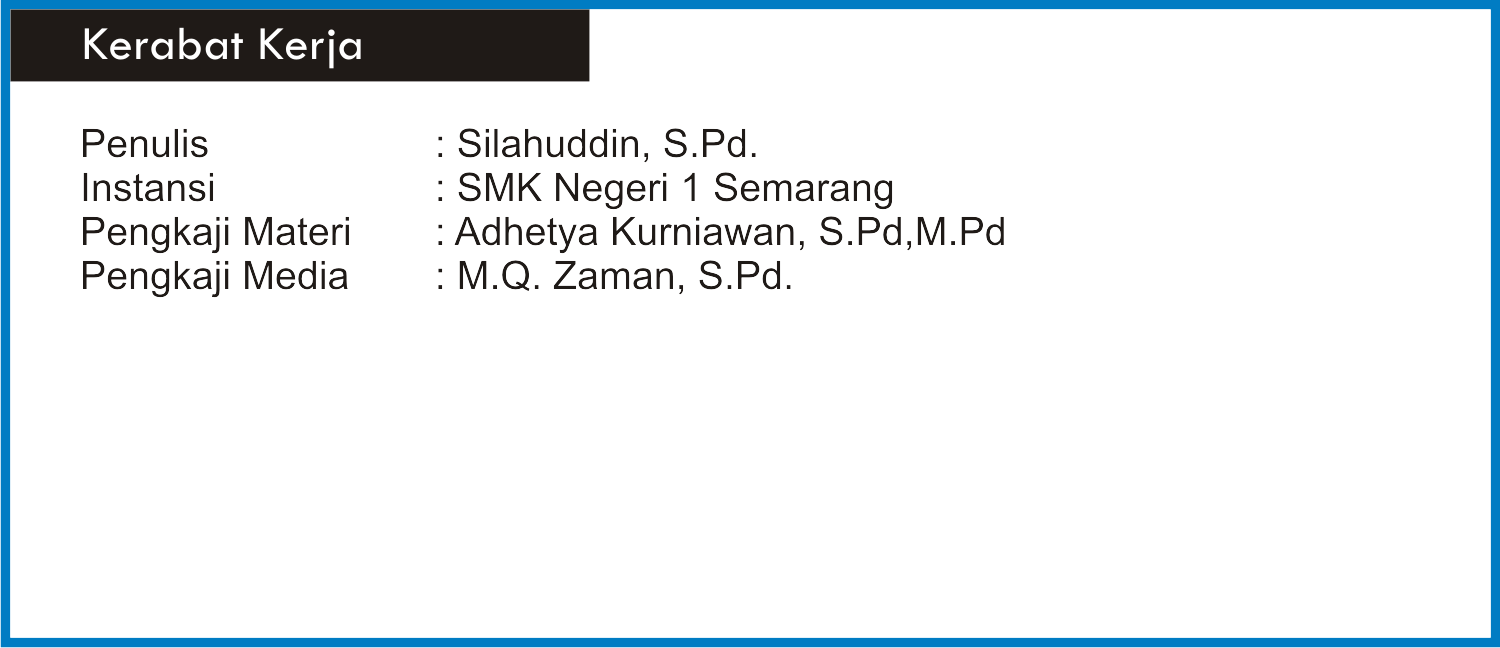 Kerabat Kerja
Penulis : Silahuddin, S.Pd.
Instansi : SMK Negeri 1 Semarang
Pengkaji Materi : Adhetya Kurniawan, S.Pd,M.Pd
Pengkaji Media : M.Q. Zaman, S.Pd.